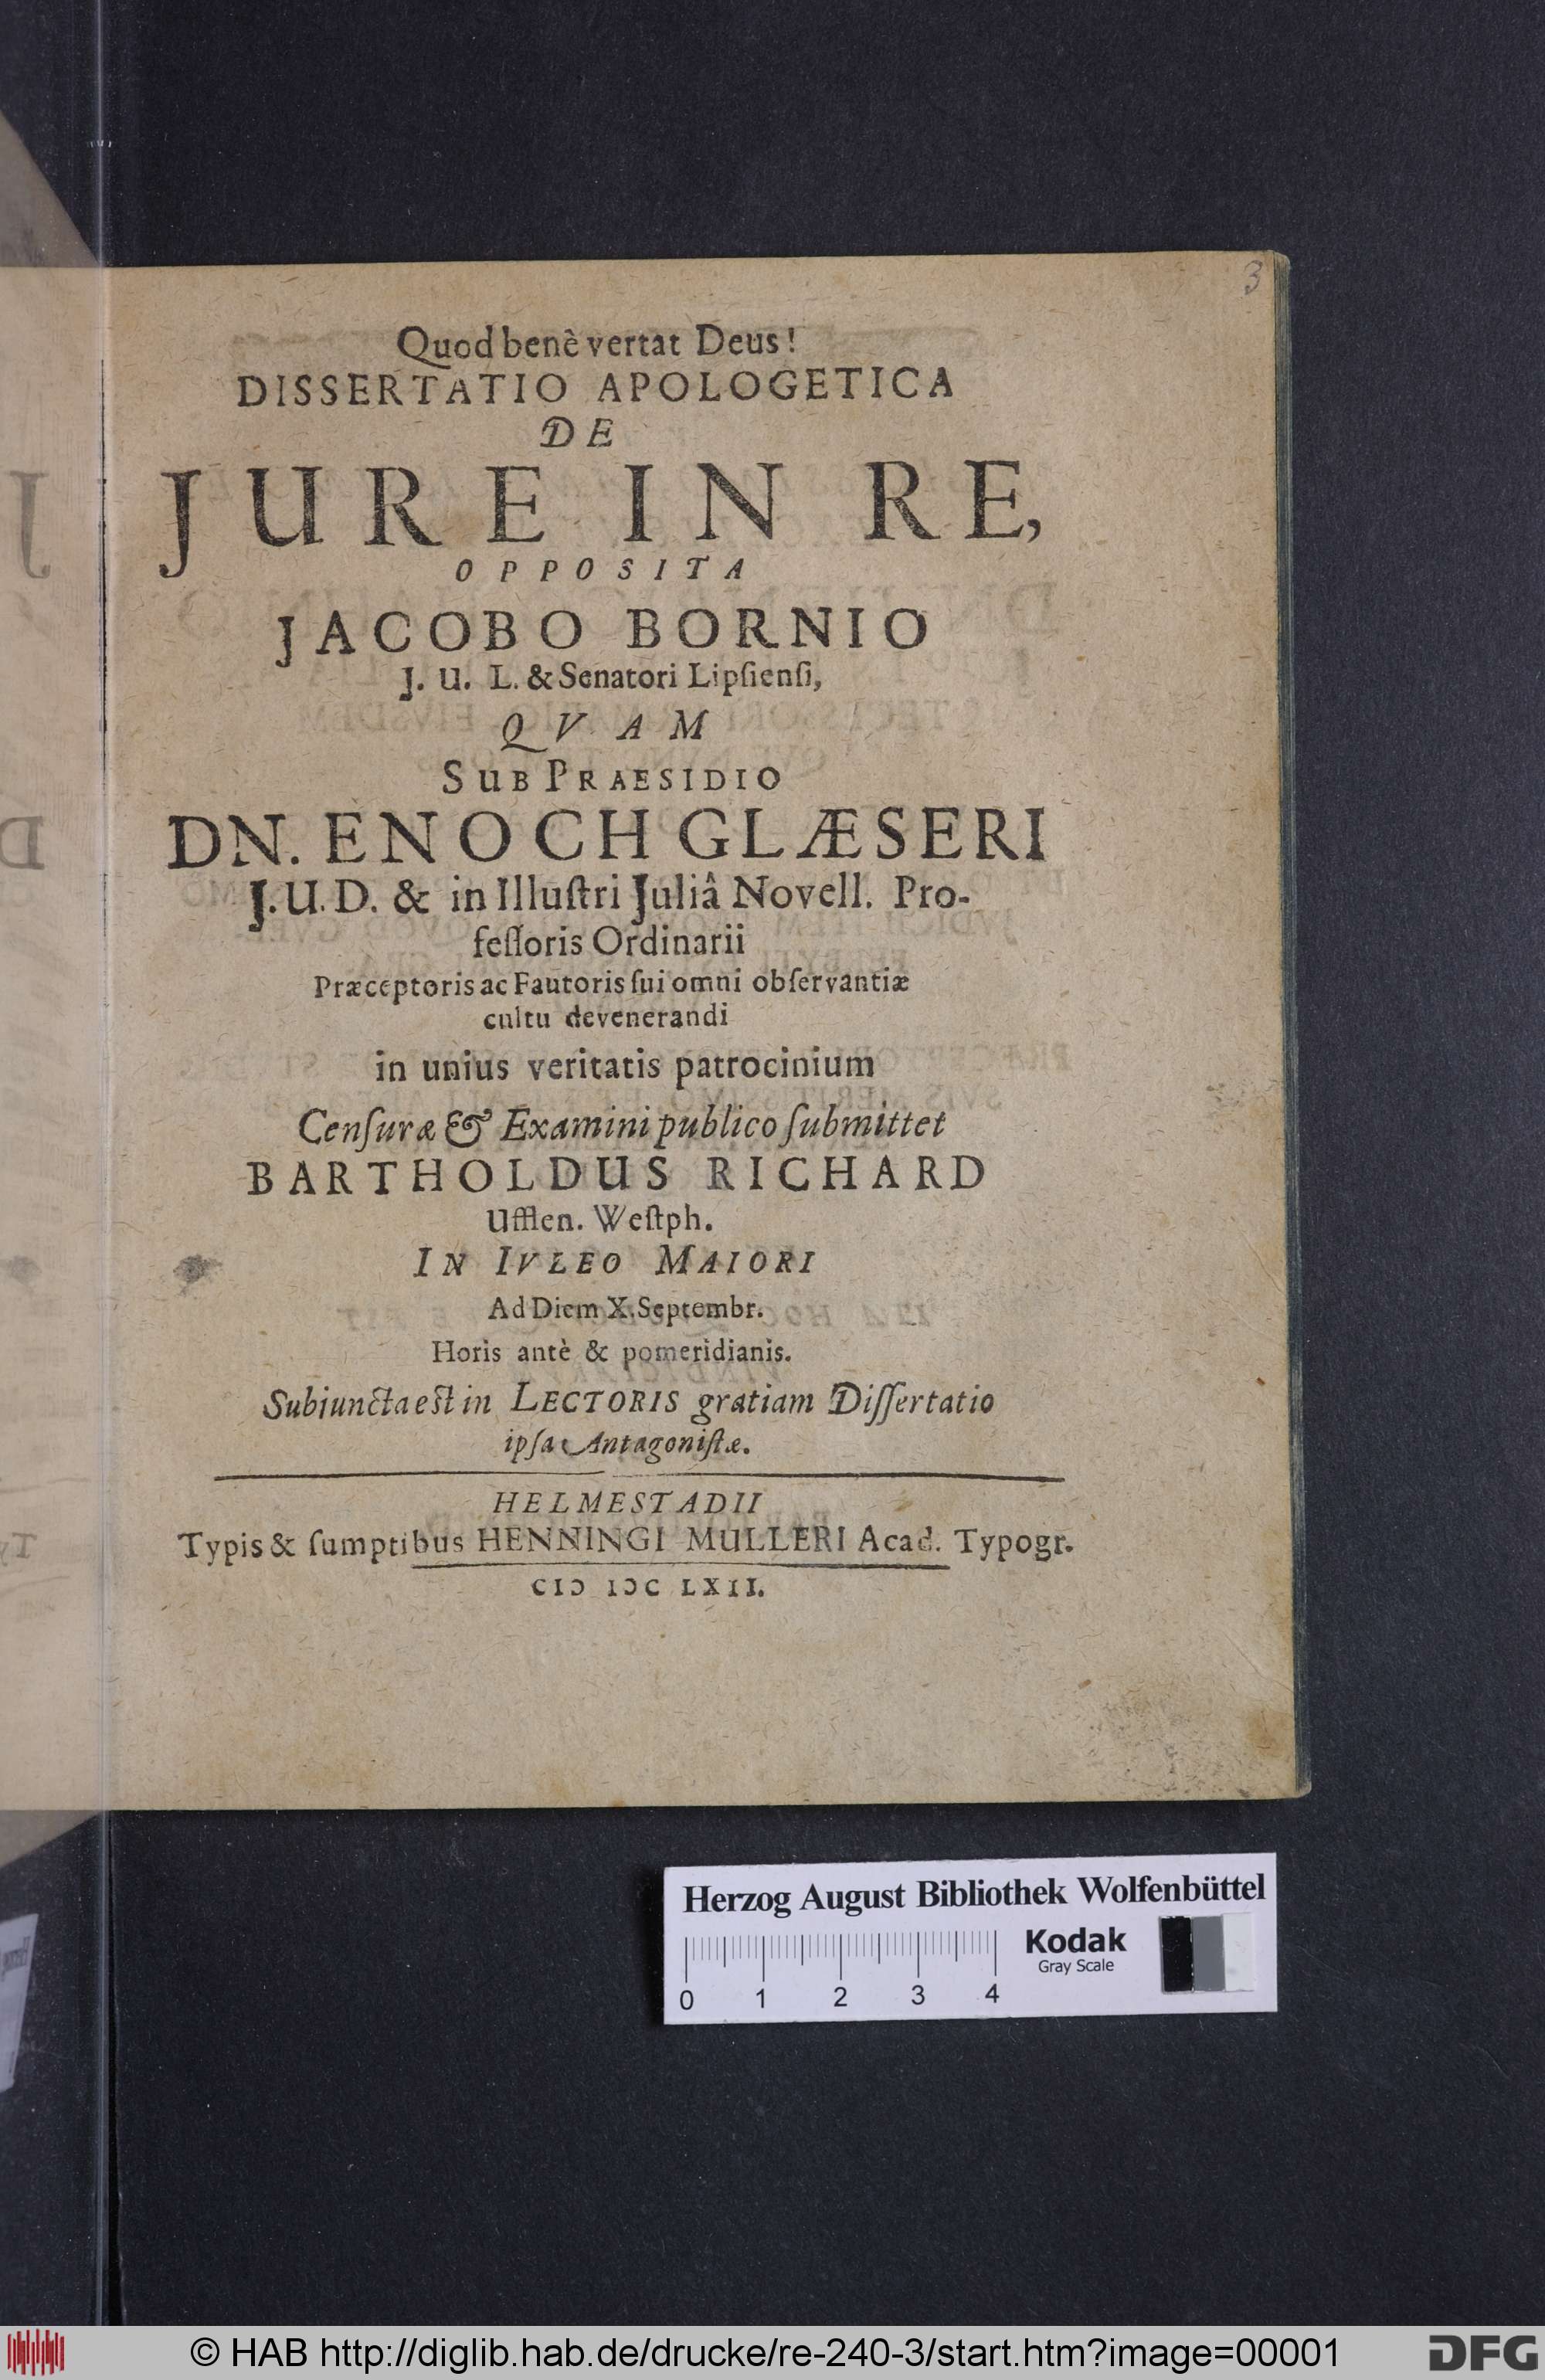 3
Quod benè vertat Deus!
DISSERTATIO APOLOGETICA
DE
JURE IN RE,
OPPOSITA
JACOBO BORNIO
J. U. L. & Senatori Lipſienſi,
QVAM
SUB PRAESIDIO
DN. ENOCH GLÆSERI
J.U.D. & in Illuſtri Juliâ Novell. Pro-
feſſoris Ordinarii
Præceptoris ac Fautoris ſui omni obſervantiæ
cultu devenerandi
in unius veritatis patrocinium
Cenſuræ & Examini publico ſubmittet
BARTHOLDUS RICHARD
Ufflen. Weſtph.
IN IVLEO MAIORI
Ad Diem X. Septembr.
Horis antè & pomeridianis.
Subiuncta eſt in LECTORIS gratiam Diſſertatio
ipſa Antagoniſtæ.
HELMESTADII
Typis & ſumptibus HENNINGI MULLERI Acad. Typogr.
CIↃ IↃC LXII.
Herzog August Bibliothek Wolfenbüttel
Kodak
Gray Scale
0 1 2 3 4
© HAB http://diglib.hab.de/drucke/re-240-3/start.htm?image=00001
DFG